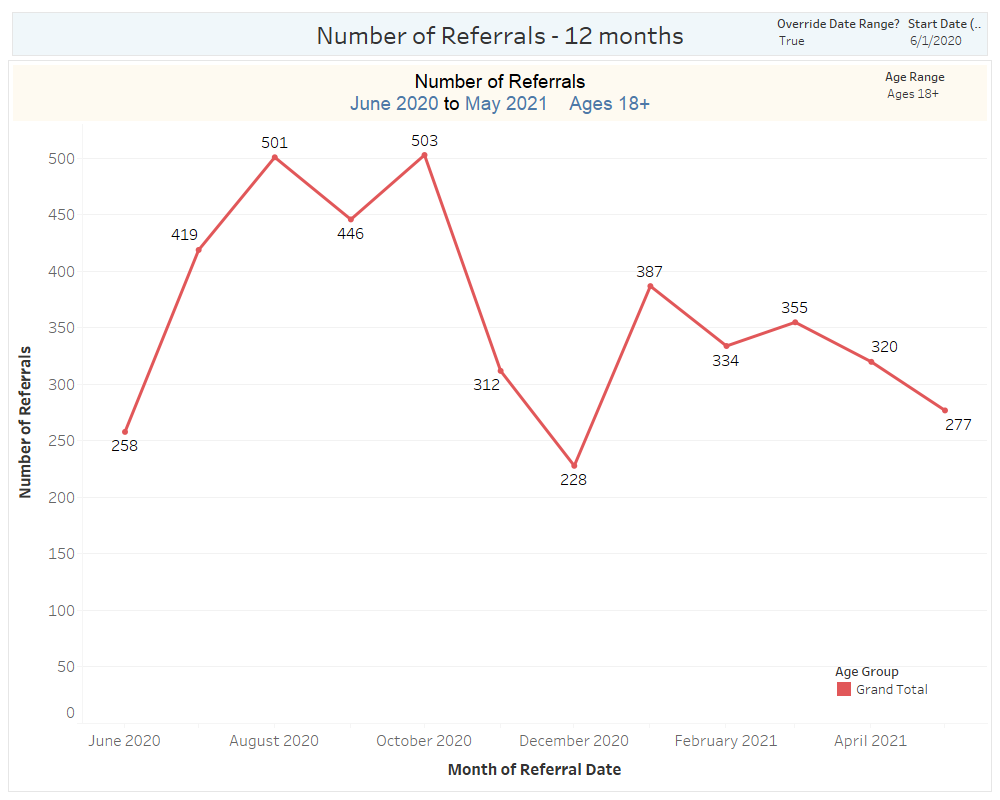 Number of Referrals - 12 months
Override Date Range?
True
Start Date (..
6/1/2020
Number of Referrals
June 2020 to May 2021 Ages 18+
Age Range
Ages 18+
500
450
400
350
300
250
200
150
100
50
0
Number of Referrals
258
419
501
446
503
312
228
387
334
355
320
277
Age Group
Grand Total
June 2020
August 2020
October 2020
December 2020
February 2021
April 2021
Month of Referral Date